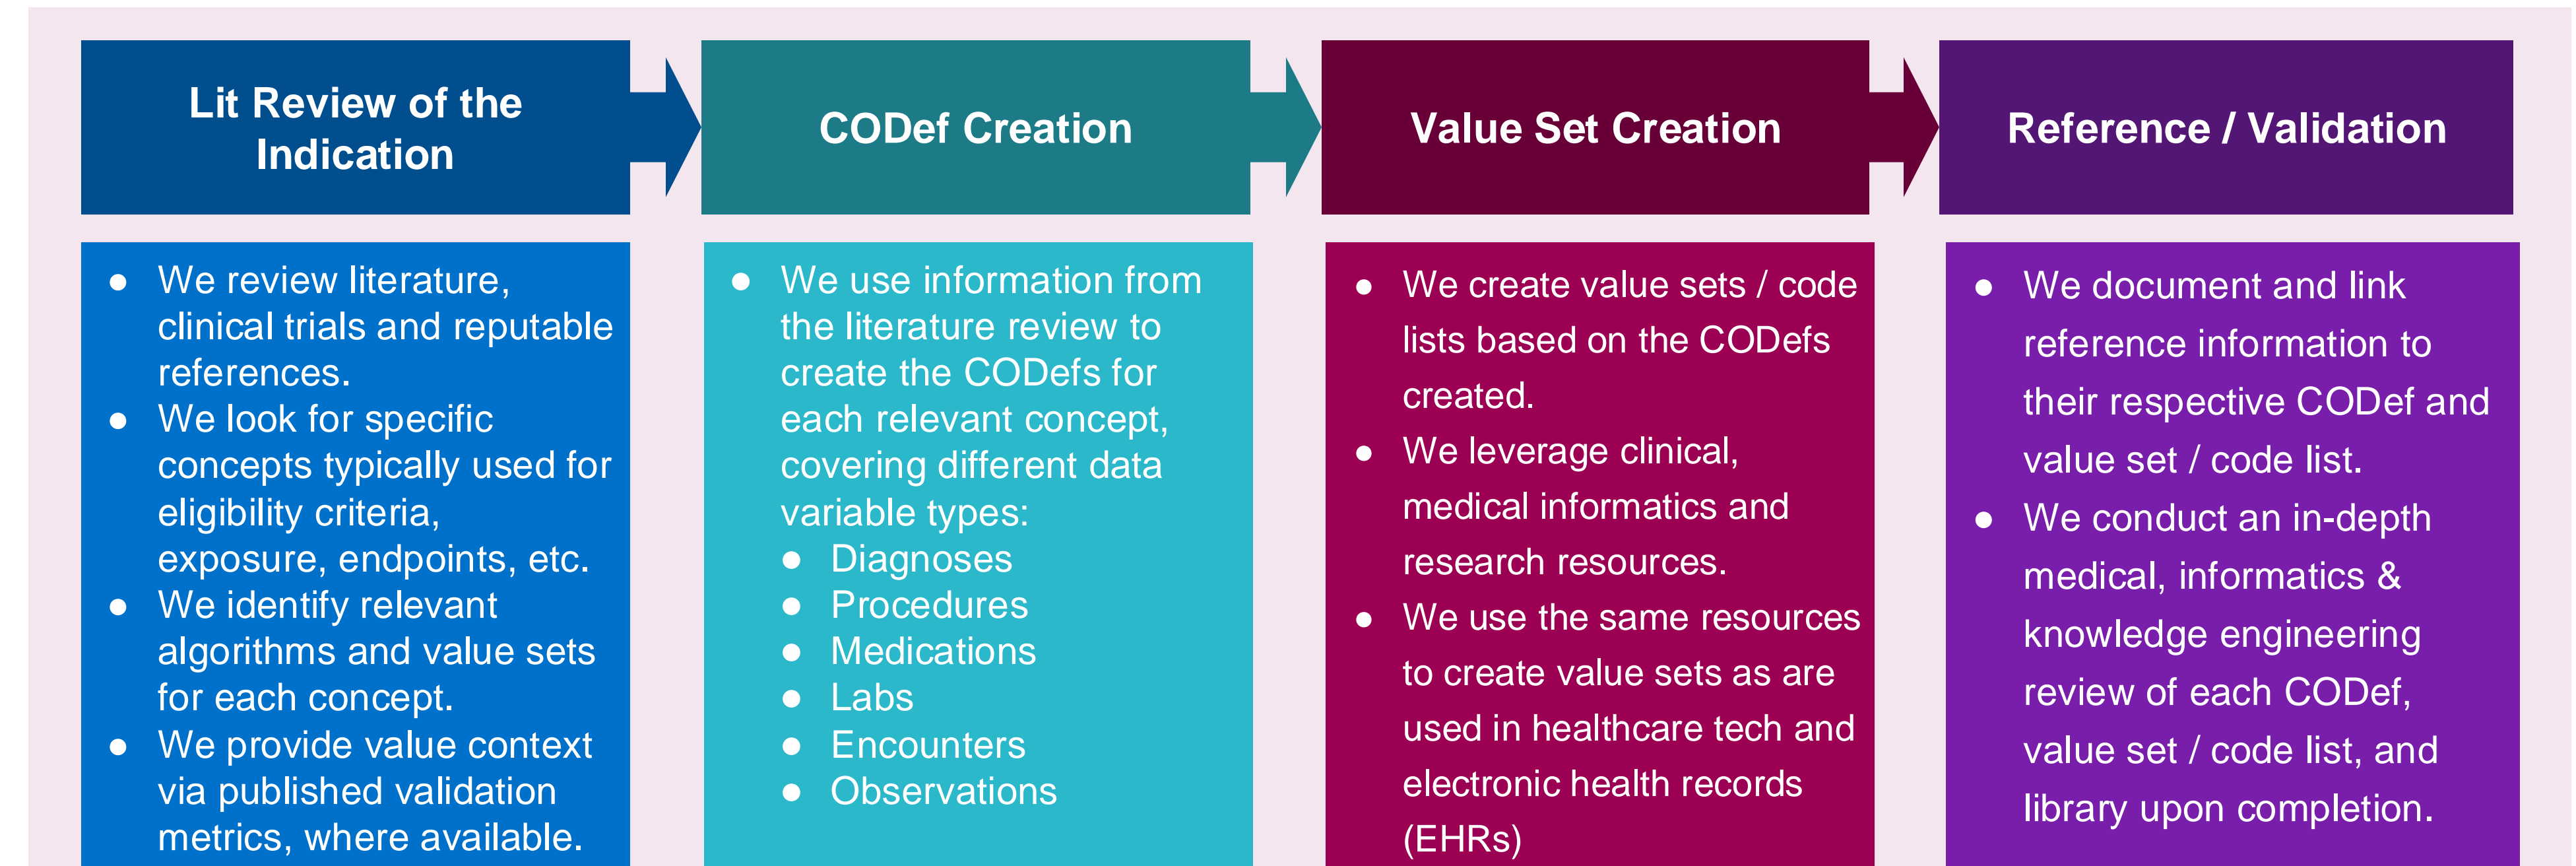 Lit Review of the
Indication
CODef Creation
Value Set Creation
Reference / Validation
● We review literature,
clinical trials and reputable
references.
● We look for specific
concepts typically used for
eligibility criteria,
exposure, endpoints, etc.
● We identify relevant
algorithms and value sets
for each concept.
● We provide value context
via published validation
metrics, where available.
● We use information from
the literature review to
create the CODefs for
each relevant concept,
covering different data
variable types:
● Diagnoses
● Procedures
● Medications
● Labs
● Encounters
● Observations
● We create value sets / code
lists based on the CODefs
created.
● We leverage clinical,
medical informatics and
research resources.
● We use the same resources
to create value sets as are
used in healthcare tech and
electronic health records
(EHRs)
● We document and link
reference information to
their respective CODef and
value set / code list.
● We conduct an in-depth
medical, informatics &
knowledge engineering
review of each CODef,
value set / code list, and
library upon completion.